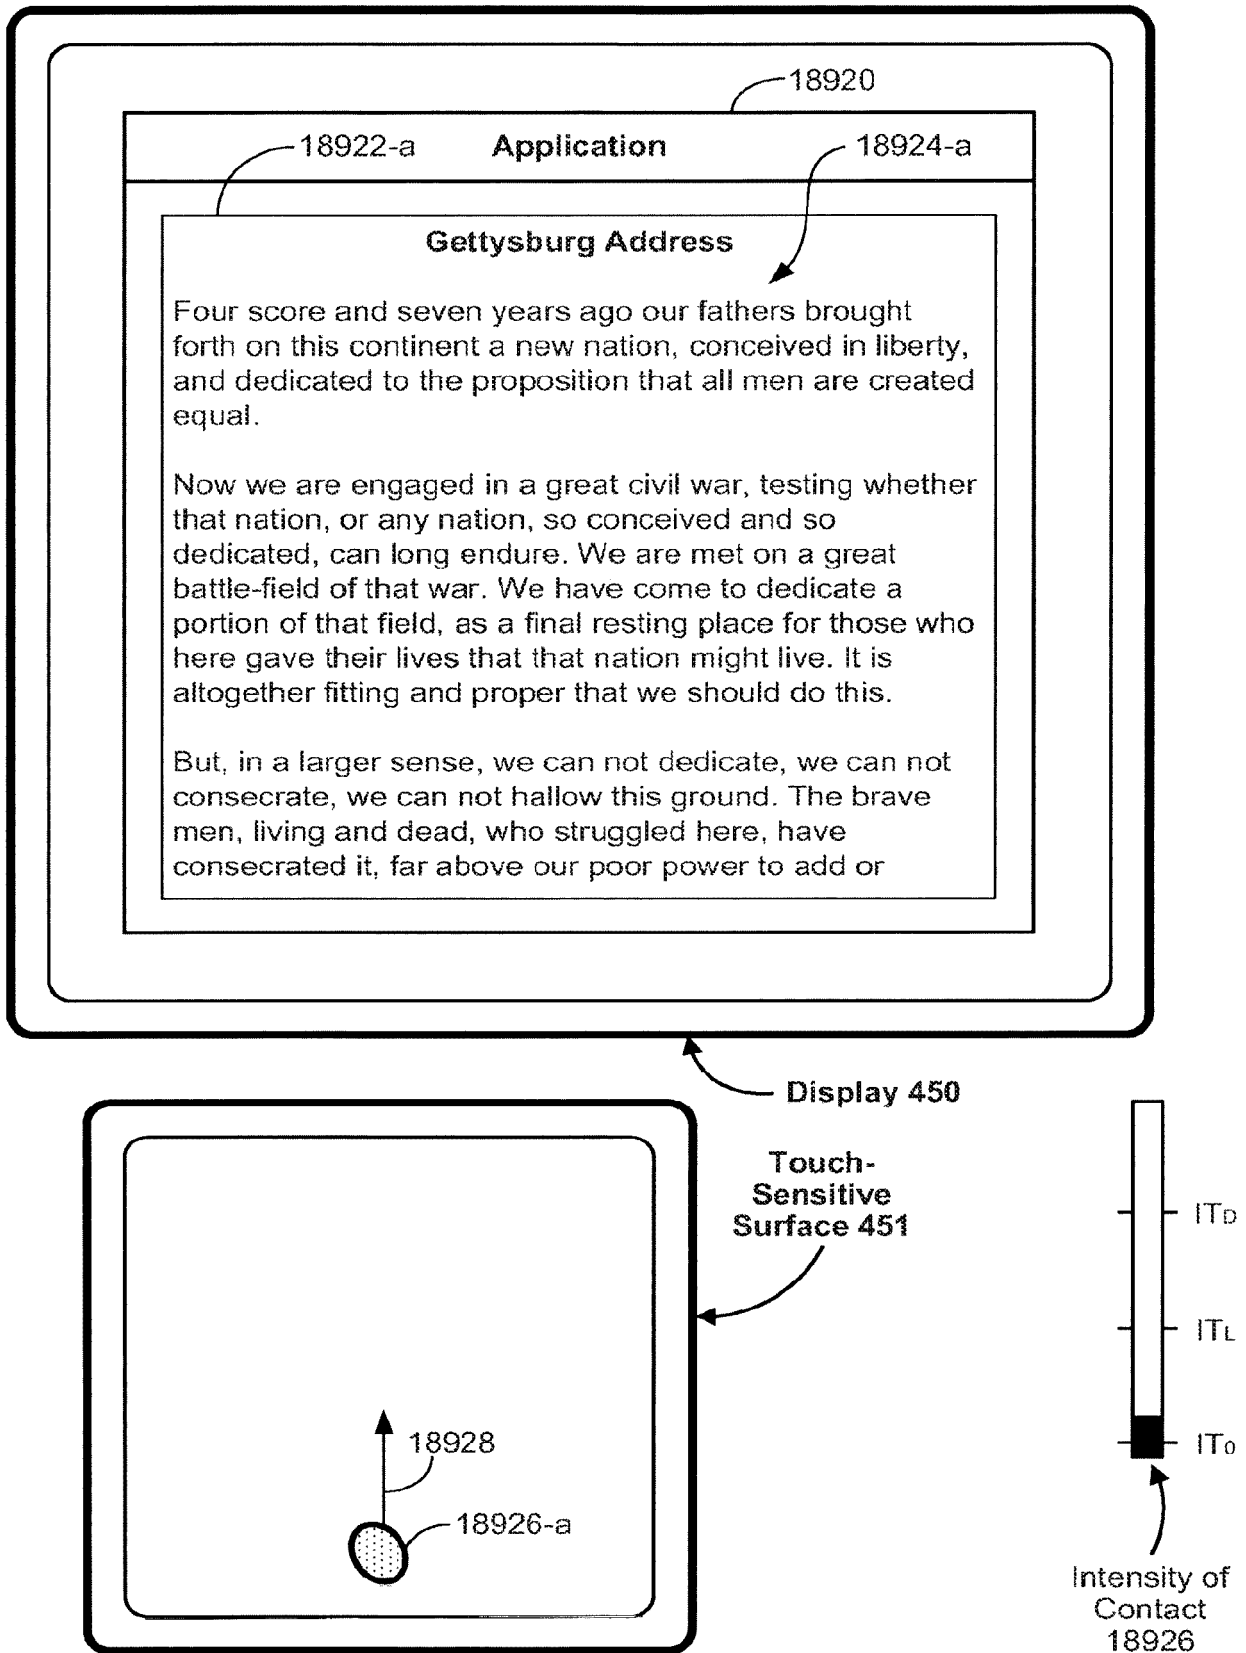 18920
18922-a Application 18924-a
Gettysburg Address
Four score and seven years ago our fathers brought
forth on this continent a new nation, conceived in liberty,
and dedicated to the proposition that all men are created
equal.
Now we are engaged in a great civil war, testing whether
that nation, or any nation, so conceived and so
dedicated, can long endure. We are met on a great
battle-field of that war. We have come to dedicate a
portion of that field, as a final resting place for those who
here gave their lives that that nation might live. It is
altogether fitting and proper that we should do this.
But, in a larger sense, we can not dedicate, we can not
consecrate, we can not hallow this ground. The brave
men, living and dead, who struggled here, have
consecrated it, far above our poor power to add or
Display 450
Touch-
Sensitive
Surface 451
ITD
ITL
IT0
18928
18926-a
Intensity of
Contact
18926